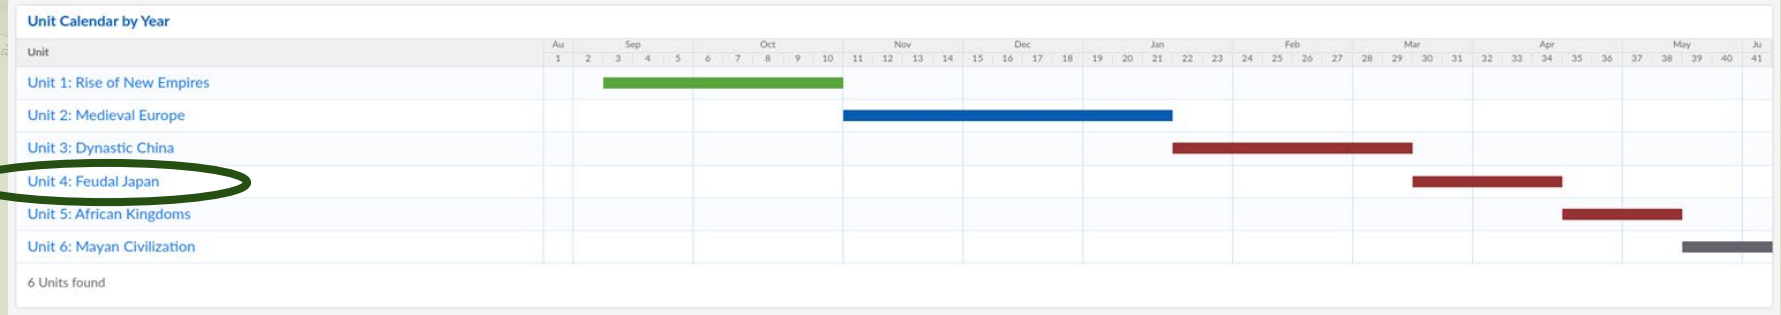 Unit Calendar by Year
Unit
Au Sep Oct Nov Dec Jan Feb Mar Apr May Ju
1 2 3 4 5 6 7 8 9 10 11 12 13 14 15 16 17 18 19 20 21 22 23 24 25 26 27 28 29 30 31 32 33 34 35 36 37 38 39 40 41
Unit 1: Rise of New Empires
Unit 2: Medieval Europe
Unit 3: Dynastic China
Unit 4: Feudal Japan
Unit 5: African Kingdoms
Unit 6: Mayan Civilization
6 Units found